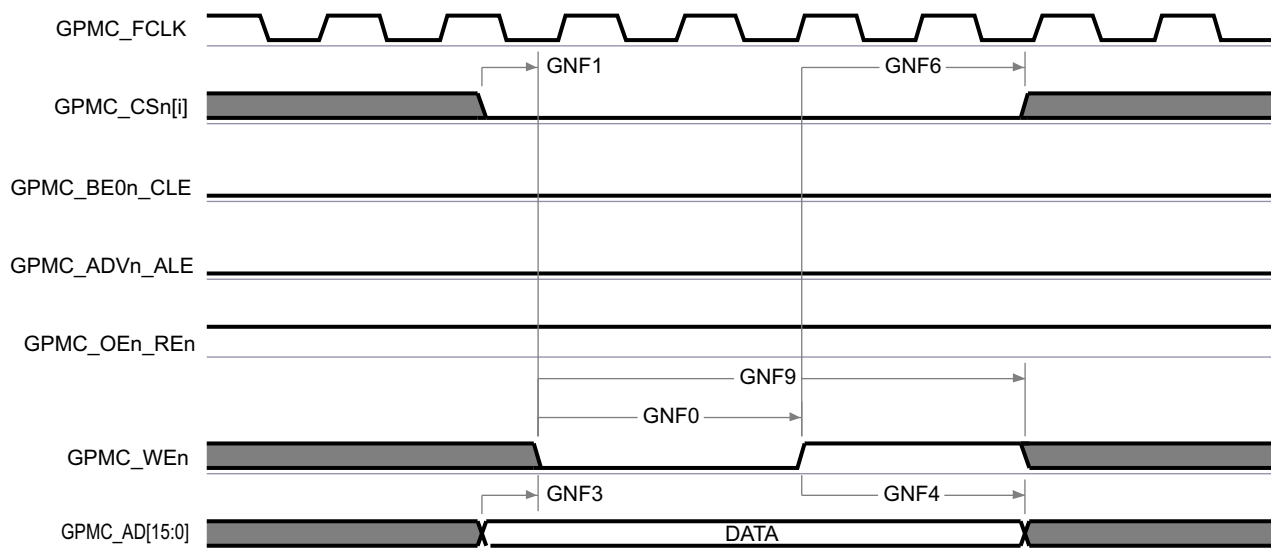 GPMC_FCLK
GNF1
GNF6
GPMC_CSn[i]
GPMC_BE0n_CLE
GPMC_ADVn_ALE
GPMC_OEn_REn
GNF9
GNF0
GPMC_WEn
GNF3
GNF4
GPMC_AD[15:0]
DATA